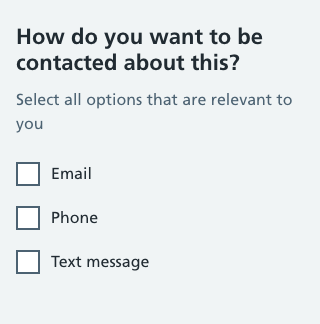 How do you want to be
contacted about this?
Select all options that are relevant to
you
Email
Phone
Text message